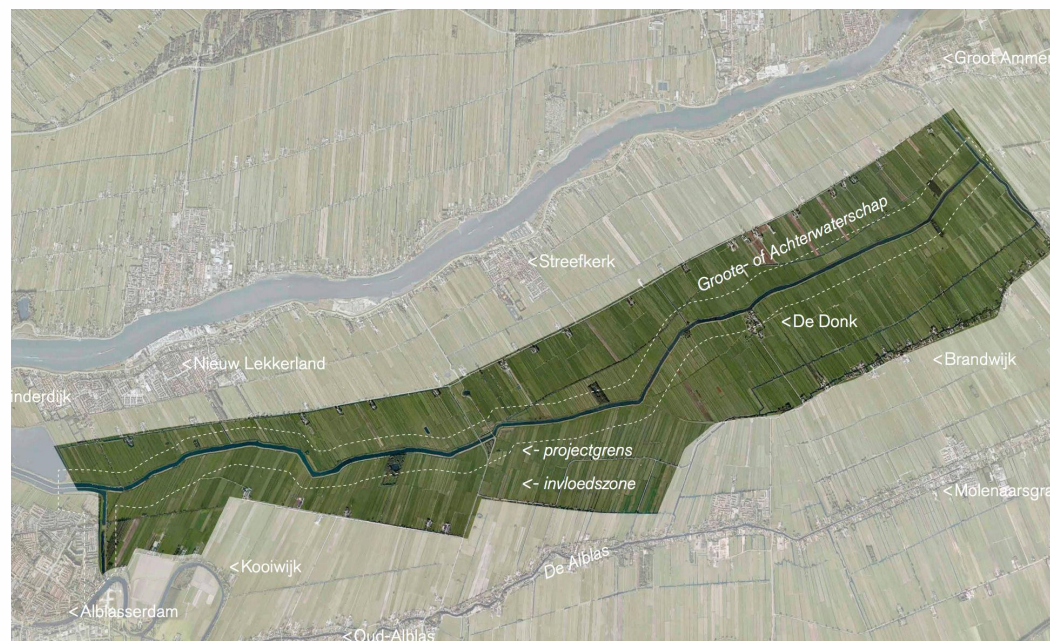 <Groot Ammer
Groote- of Achterwaterschap
<Streefkerk
<De Donk
<Nieuw Lekkerland
<Brandwijk
inderdijk
<- projectgrens
<- invloedszone
<Molenaarsgra
De Alblas
<Kooiwijk
<Alblasserdam
<Oud-Alblas